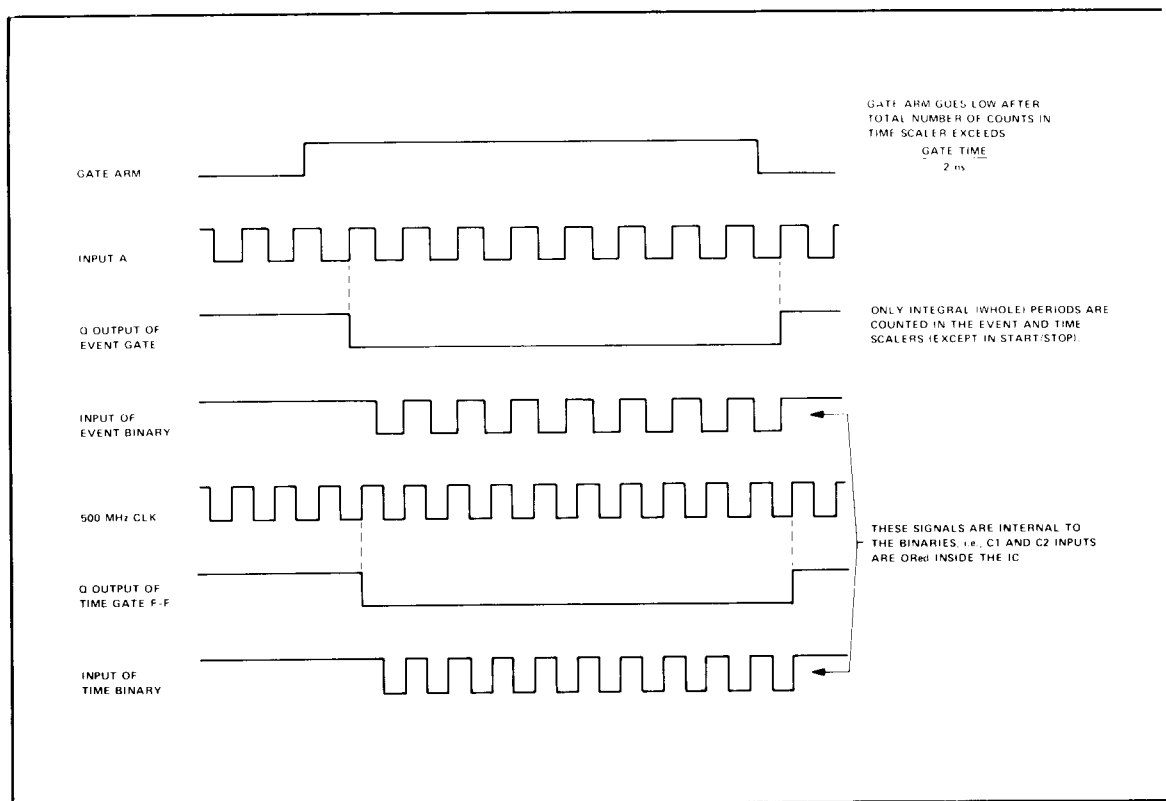 GATE ARM GOES LOW AFTER
TOTAL NUMBER OF COUNTS IN
TIME SCALER EXCEEDS
GATE TIME
2 ns
GATE ARM
INPUT A
Q OUTPUT OF
EVENT GATE
ONLY INTEGRAL (WHOLE) PERIODS ARE
COUNTED IN THE EVENT AND TIME
SCALERS (EXCEPT IN START/STOP).
INPUT OF
EVENT BINARY
500 MHz CLK
THESE SIGNALS ARE INTERNAL TO
THE BINARIES, i.e., C1 AND C2 INPUTS
ARE ORed INSIDE THE IC
Q OUTPUT OF
TIME GATE F-F
INPUT OF
TIME BINARY